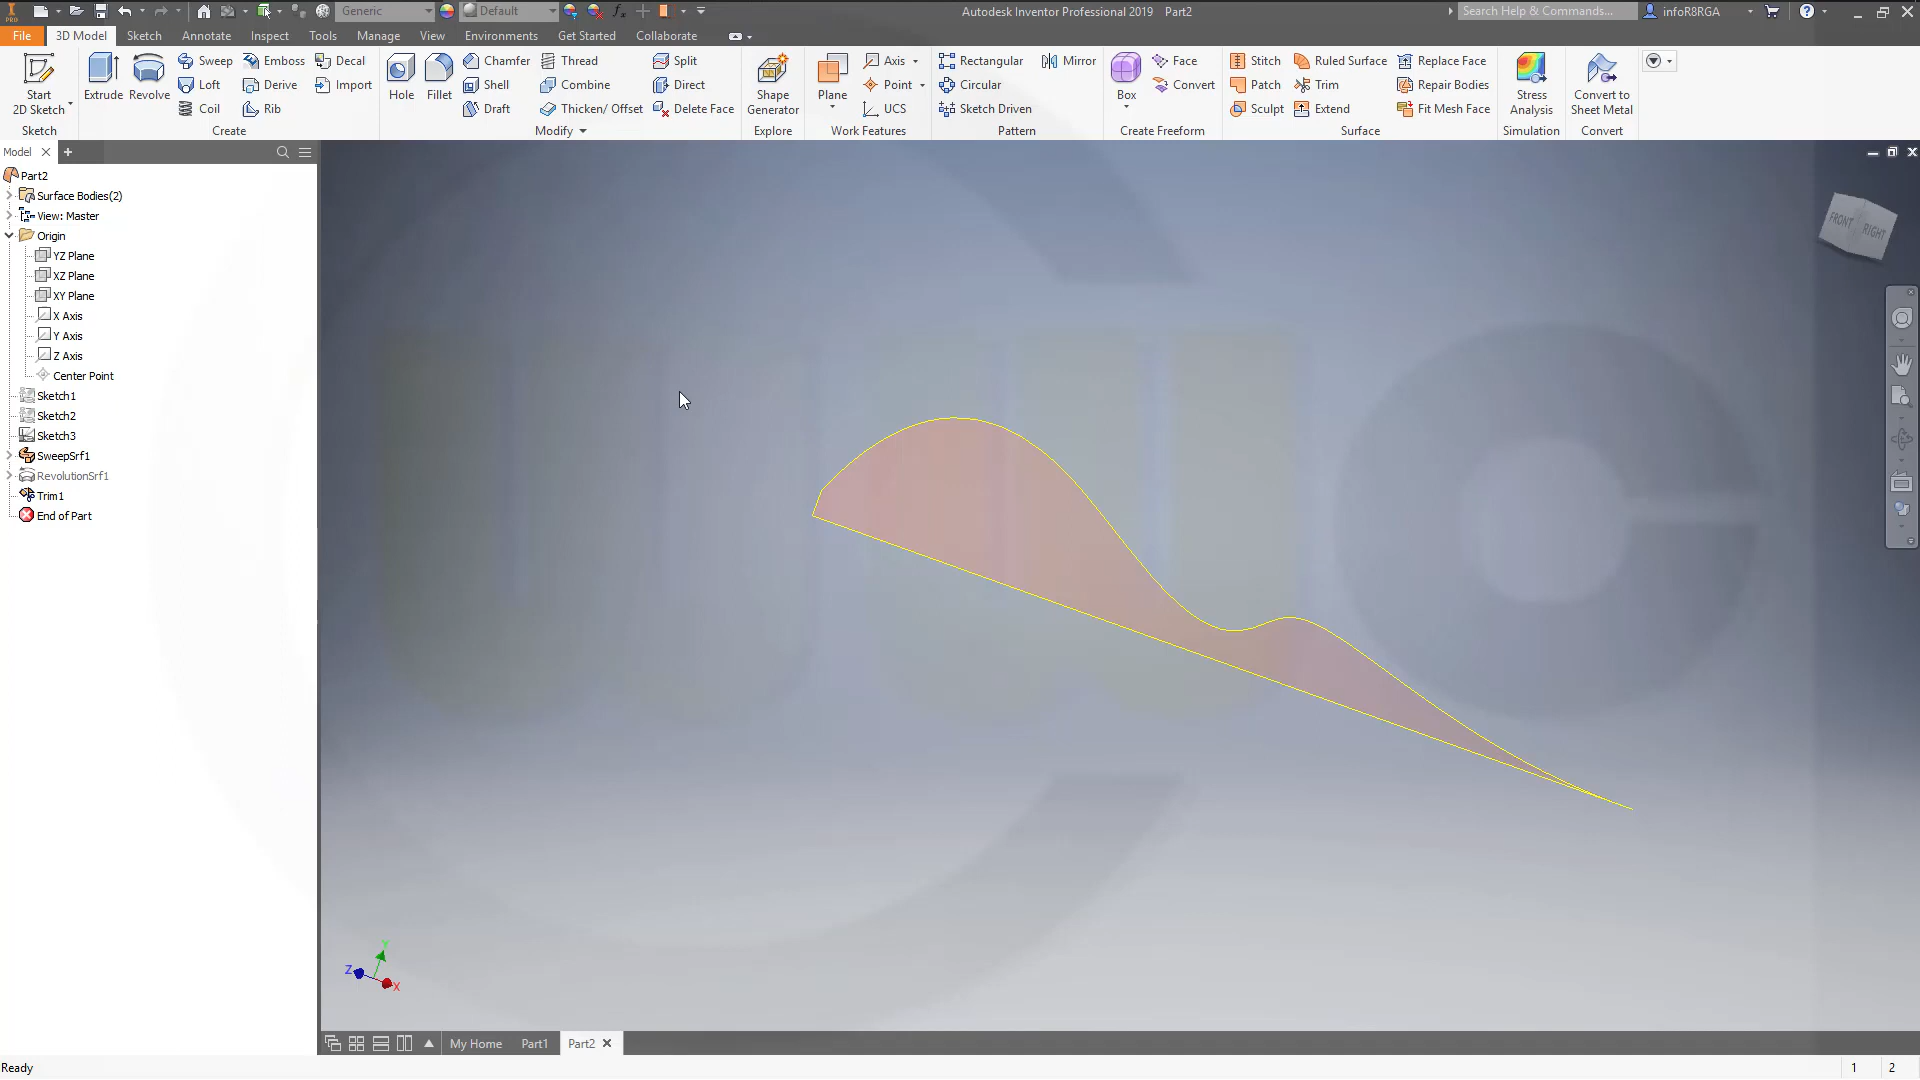 Generic
Default
Autodesk Inventor Professional 2019 Part2
Search Help & Commands...
infoR8RGA
File
3D Model
Sketch
Annotate
Inspect
Tools
Manage
View
Environments
Get Started
Collaborate
Start
2D Sketch
Sketch
Extrude
Revolve
Sweep
Emboss
Decal
Loft
Derive
Import
Coil
Rib
Create
Hole
Fillet
Chamfer
Thread
Split
Shell
Combine
Direct
Draft
Thicken/ Offset
Delete Face
Modify
Shape
Generator
Explore
Plane
Axis
Point
UCS
Work Features
Rectangular
Mirror
Circular
Sketch Driven
Pattern
Box
Face
Convert
Create Freeform
Stitch
Ruled Surface
Replace Face
Patch
Trim
Repair Bodies
Sculpt
Extend
Fit Mesh Face
Surface
Stress
Analysis
Simulation
Convert to
Sheet Metal
Convert
Model
Part2
Surface Bodies(2)
View: Master
Origin
YZ Plane
XZ Plane
XY Plane
X Axis
Y Axis
Z Axis
Center Point
Sketch1
Sketch2
Sketch3
SweepSrf1
RevolutionSrf1
Trim1
End of Part
FRONT
RIGHT
Y
Z
X
My Home
Part1
Part2
Ready
1
2